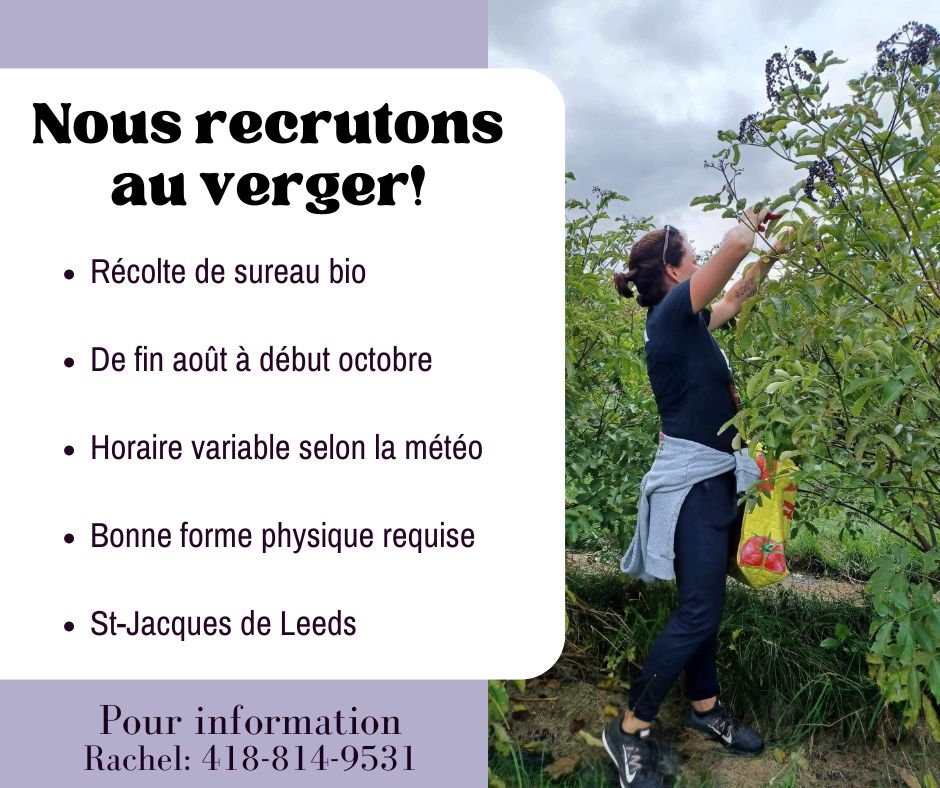 Nous recrutons
au verger!
• Récolte de sureau bio
• De fin août à début octobre
• Horaire variable selon la météo
• Bonne forme physique requise
• St-Jacques de Leeds
Pour information
Rachel: 418-814-9531